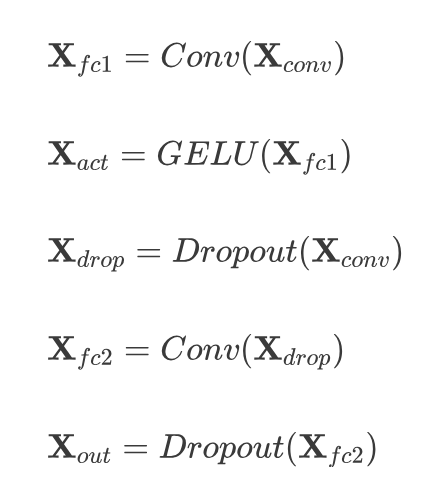 X_{fc1} = Conv(X_{conv})
X_{act} = GELU(X_{fc1})
X_{drop} = Dropout(X_{conv})
X_{fc2} = Conv(X_{drop})
X_{out} = Dropout(X_{fc2})